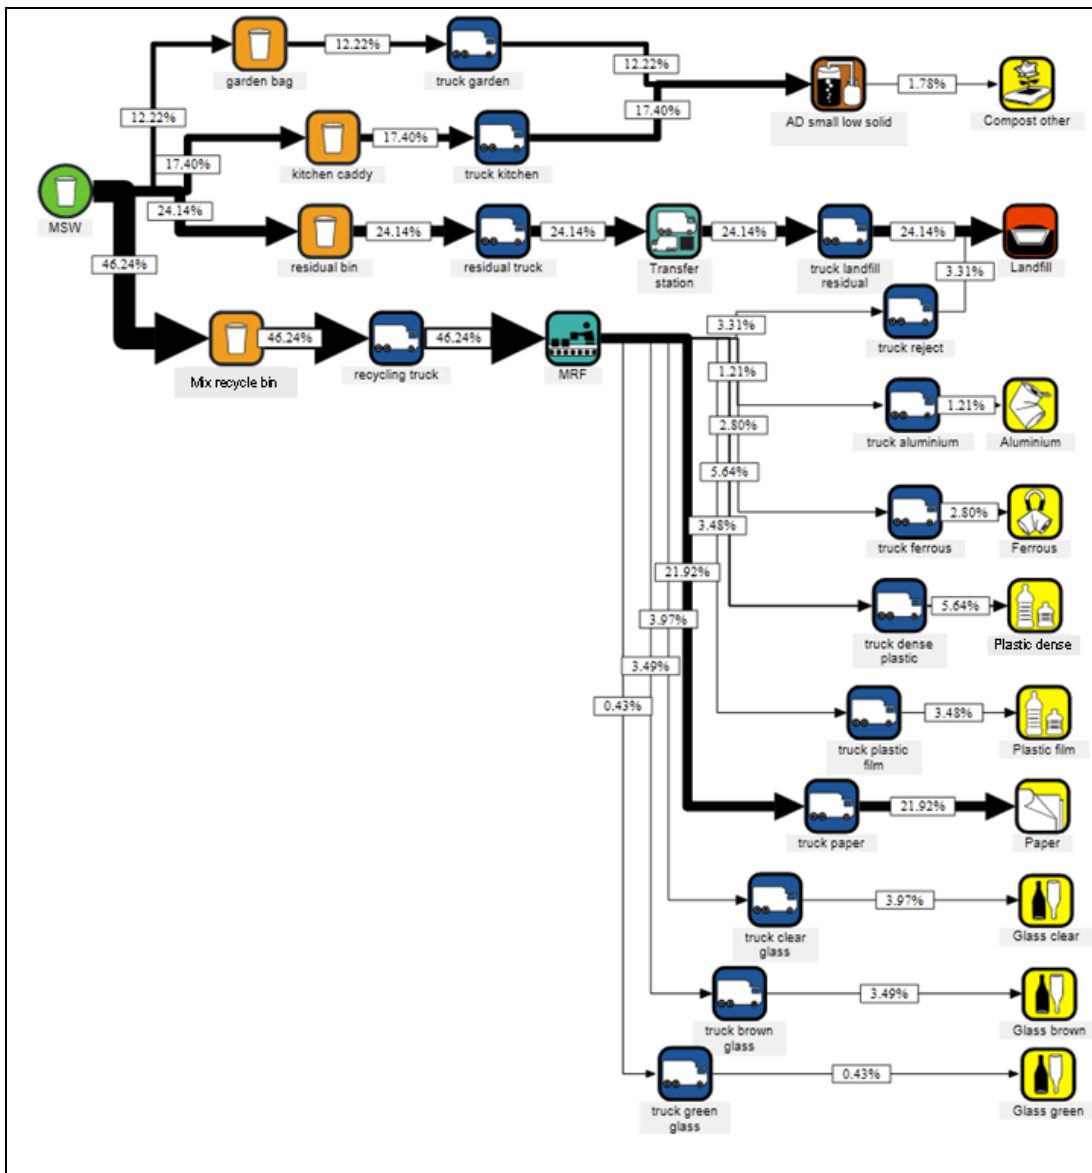 12.22%
12.22%
1.78%
garden bag
truck garden
AD small low solid
Compost other
12.22%
17.40%
17.40%
17.40%
kitchen caddy
truck kitchen
MSW
24.14%
24.14%
24.14%
24.14%
24.14%
residual bin
residual truck
Transfer
station
truck landfill
residual
Landfill
46.24%
3.31%
46.24%
46.24%
3.31%
truck reject
Mix recycle bin
recycling truck
MRF
1.21%
1.21%
truck aluminium
Aluminium
2.80%
5.64%
2.80%
3.48%
truck ferrous
Ferrous
21.92%
5.64%
3.97%
truck dense
plastic
Plastic dense
3.49%
0.43%
3.48%
truck plastic
film
Plastic film
21.92%
truck paper
Paper
3.97%
truck clear
glass
Glass clear
3.49%
truck brown
glass
Glass brown
0.43%
truck green
glass
Glass green